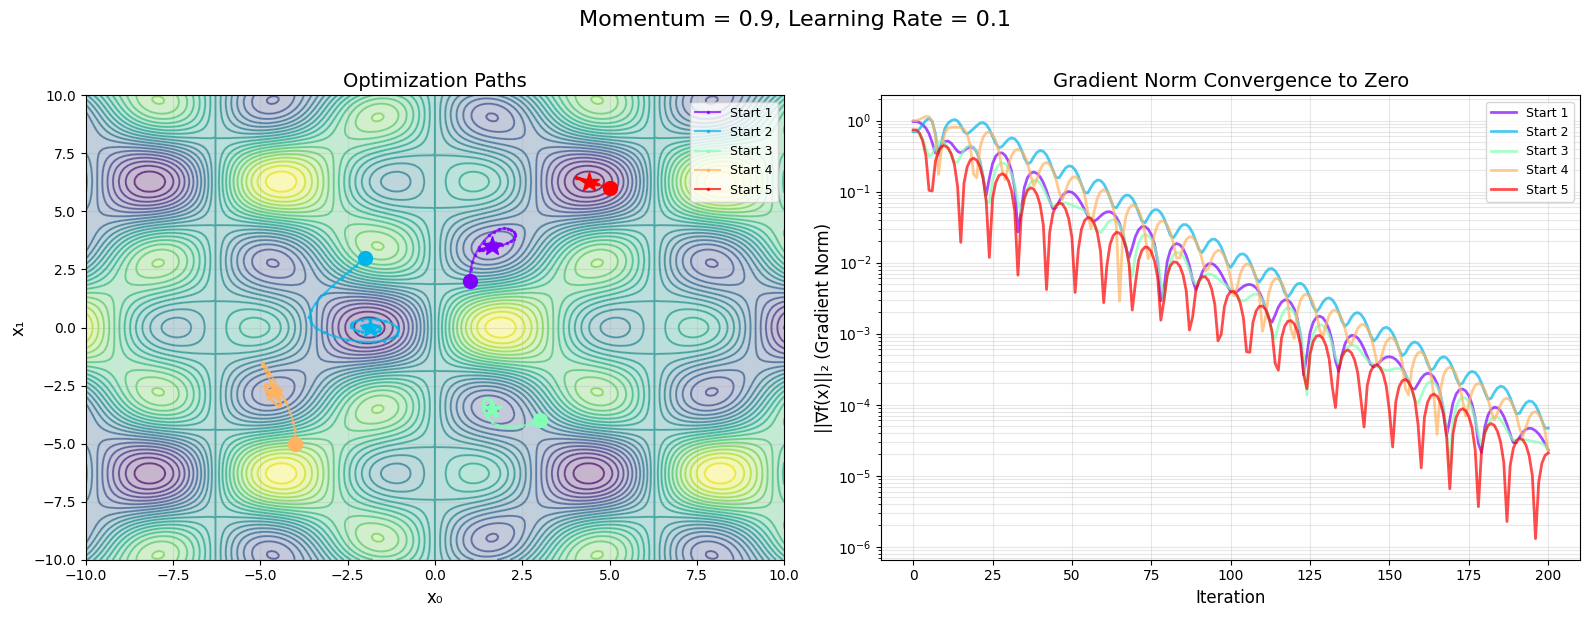 Momentum = 0.9, Learning Rate = 0.1
Optimization Paths
10.0
7.5
5.0
2.5
0.0
−2.5
−5.0
−7.5
−10.0
x₁
−10.0 −7.5 −5.0 −2.5 0.0 2.5 5.0 7.5 10.0
x₀
Start 1
Start 2
Start 3
Start 4
Start 5
Gradient Norm Convergence to Zero
10⁰
10⁻¹
10⁻²
10⁻³
10⁻⁴
10⁻⁵
10⁻⁶
||∇f(x)||₂ (Gradient Norm)
0 25 50 75 100 125 150 175 200
Iteration
Start 1
Start 2
Start 3
Start 4
Start 5